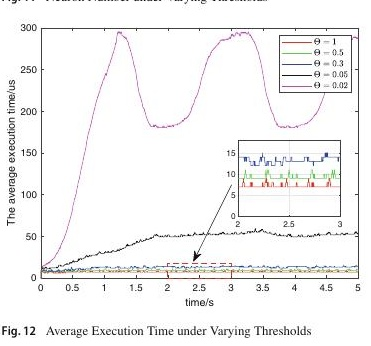 300
250
200
150
100
50
0
The average execution time/us
Θ = 1
Θ = 0.5
Θ = 0.3
Θ = 0.05
Θ = 0.02
15
10
5
0
2 2.5 3
0 0.5 1 1.5 2 2.5 3 3.5 4 4.5 5
time/s
Fig. 12 Average Execution Time under Varying Thresholds